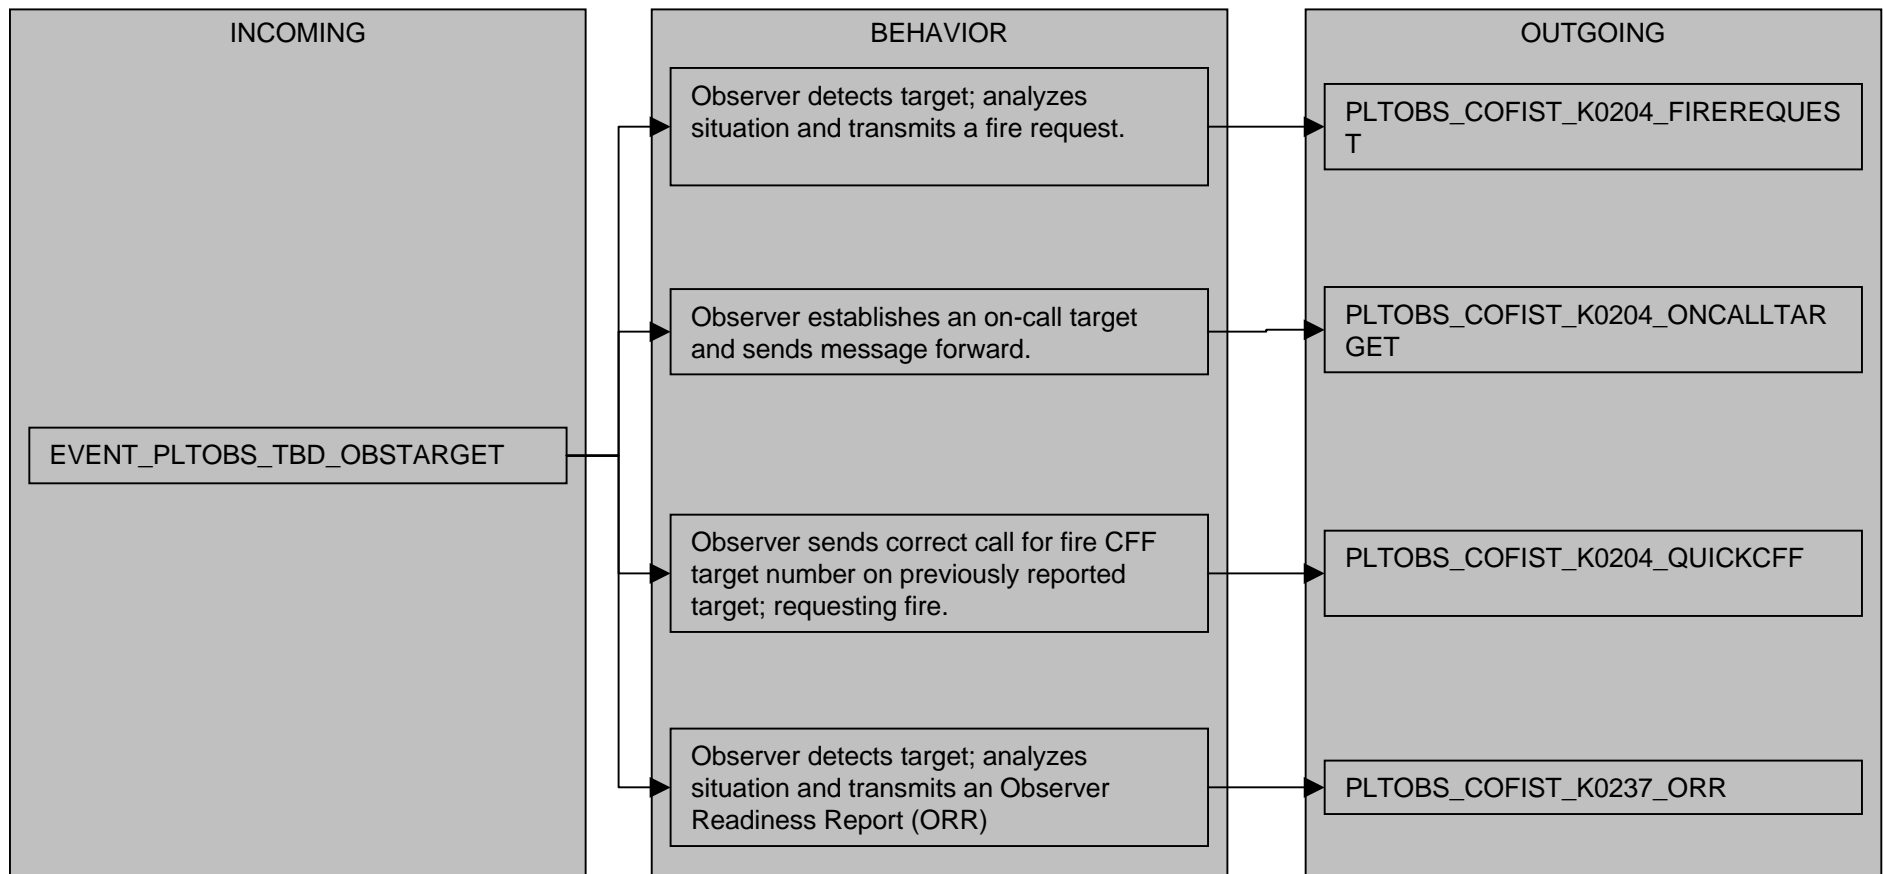 INCOMING
BEHAVIOR
OUTGOING
Observer detects target; analyzes
situation and transmits a fire request.
PLTOBS_COFIST_K0204_FIREREQUES
T
Observer establishes an on-call target
and sends message forward.
PLTOBS_COFIST_K0204_ONCALLTAR
GET
EVENT_PLTOBS_TBD_OBSTARGET
Observer sends correct call for fire CFF
target number on previously reported
target; requesting fire.
PLTOBS_COFIST_K0204_QUICKCFF
Observer detects target; analyzes
situation and transmits an Observer
Readiness Report (ORR)
PLTOBS_COFIST_K0237_ORR